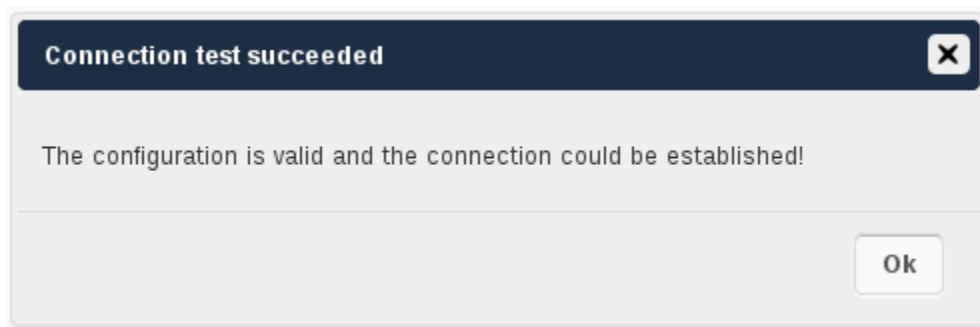 Connection test succeeded
The configuration is valid and the connection could be established!
Ok